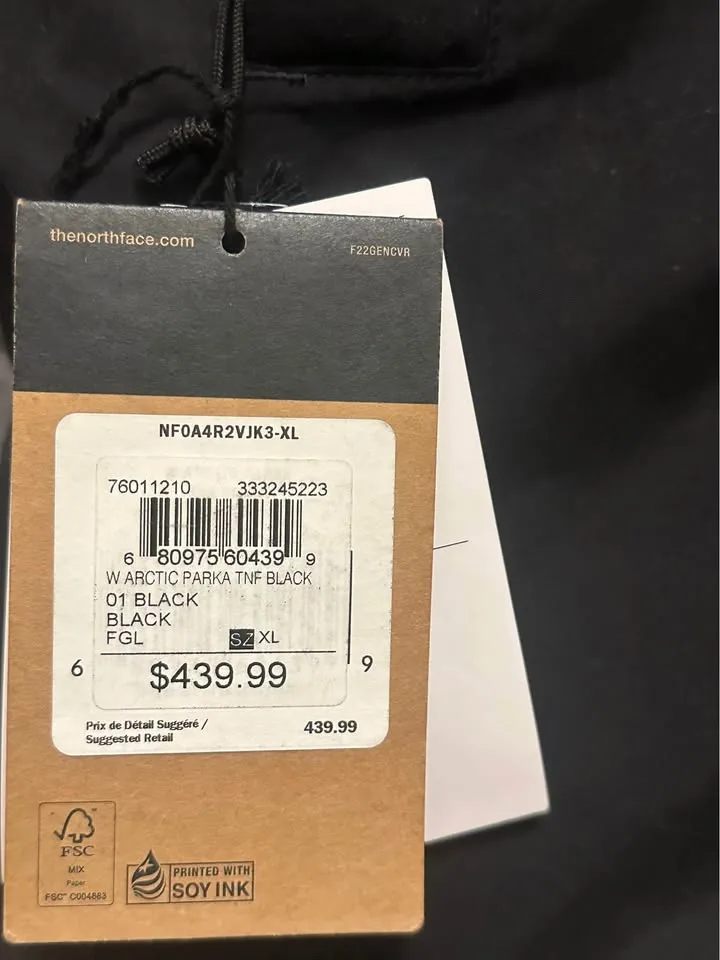 thenorthface.com
F22GENCVR
NF0A4R2VJK3-XL
76011210 333245223
6 80975 60439 9
W ARCTIC PARKA TNF BLACK
01 BLACK
BLACK
FGL SZ XL
6 $439.99 9
Prix de Détail Suggéré / 439.99
Suggested Retail
FSC
MIX
Paper
FSC™ C004683
PRINTED WITH
SOY INK